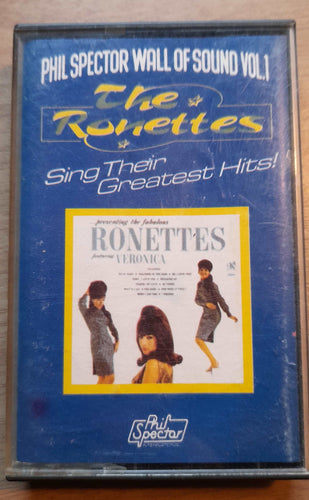 PHIL SPECTOR WALL OF SOUND VOL.1
The
Ronettes
Sing Their
Greatest Hits!
...presenting the fabulous
RONETTES
featuring VERONICA
Phil
Spector
INTERNATIONAL